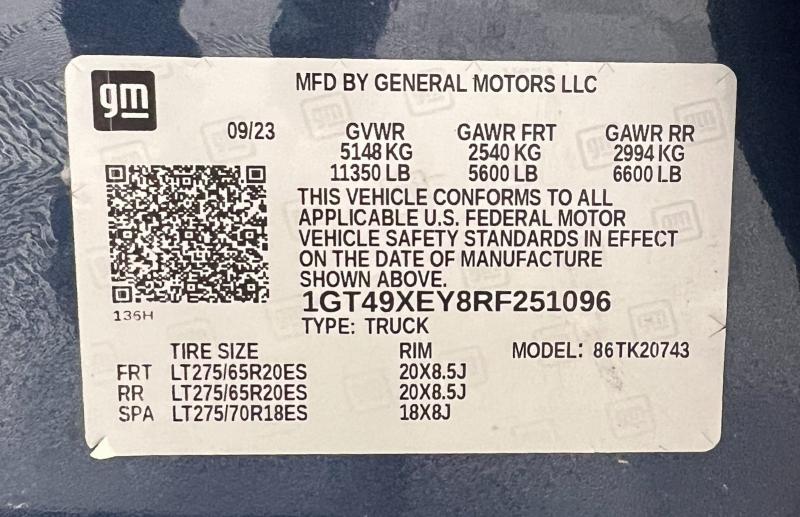 gm
MFD BY GENERAL MOTORS LLC
09/23 GVWR GAWR FRT GAWR RR
5148 KG 2540 KG 2994 KG
11350 LB 5600 LB 6600 LB
THIS VEHICLE CONFORMS TO ALL
APPLICABLE U.S. FEDERAL MOTOR
VEHICLE SAFETY STANDARDS IN EFFECT
ON THE DATE OF MANUFACTURE
SHOWN ABOVE.
136H
1GT49XEY8RF251096
TYPE: TRUCK
TIRE SIZE RIM MODEL: 86TK20743
FRT LT275/65R20ES 20X8.5J
RR LT275/65R20ES 20X8.5J
SPA LT275/70R18ES 18X8J